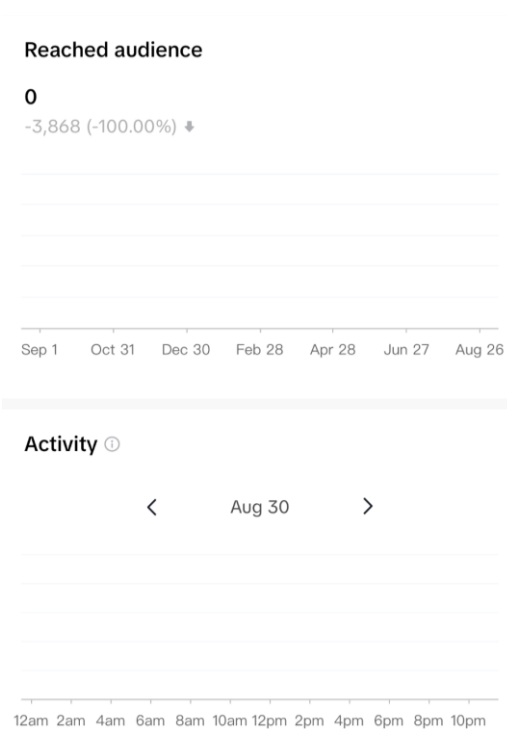 Reached audience
0
-3,868 (-100.00%)
Sep 1 Oct 31 Dec 30 Feb 28 Apr 28 Jun 27 Aug 26
Activity
Aug 30
12am 2am 4am 6am 8am 10am 12pm 2pm 4pm 6pm 8pm 10pm